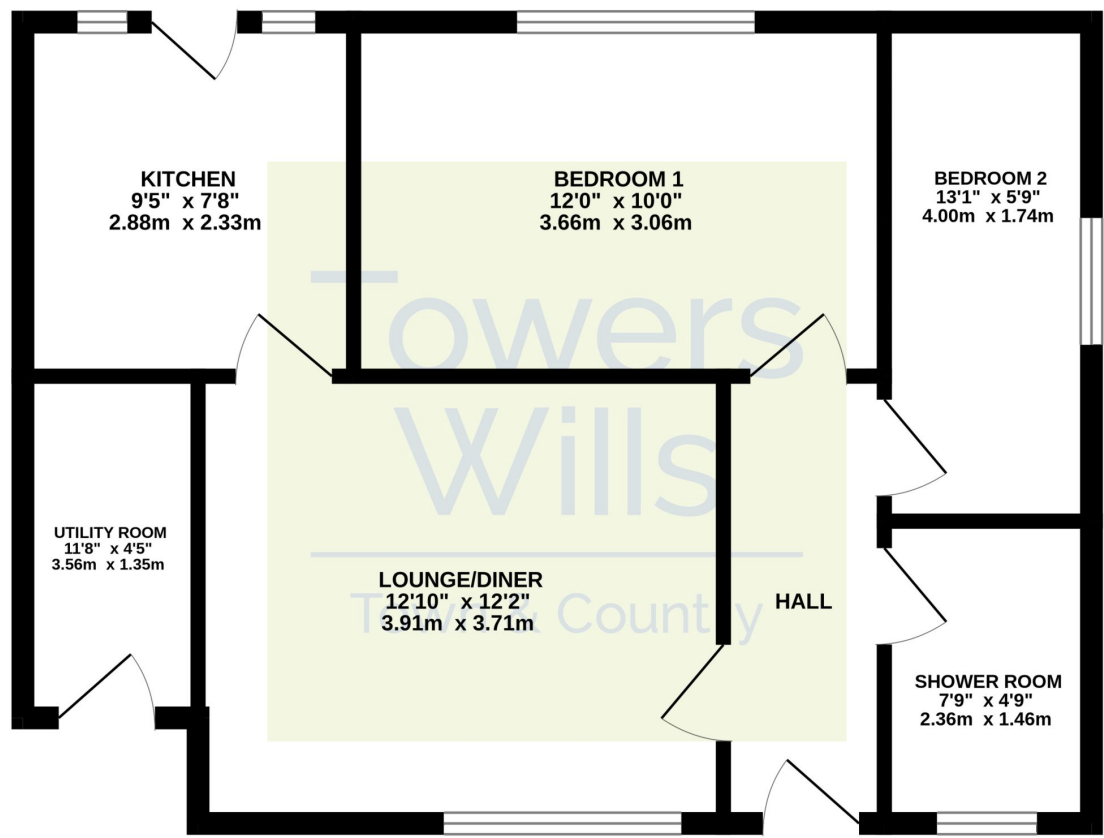 KITCHEN
9'5" x 7'8"
2.88m x 2.33m
BEDROOM 1
12'0" x 10'0"
3.66m x 3.06m
BEDROOM 2
13'1" x 5'9"
4.00m x 1.74m
Towers
Wills
Town & Country
UTILITY ROOM
11'8" x 4'5"
3.56m x 1.35m
LOUNGE/DINER
12'10" x 12'2"
3.91m x 3.71m
HALL
SHOWER ROOM
7'9" x 4'9"
2.36m x 1.46m